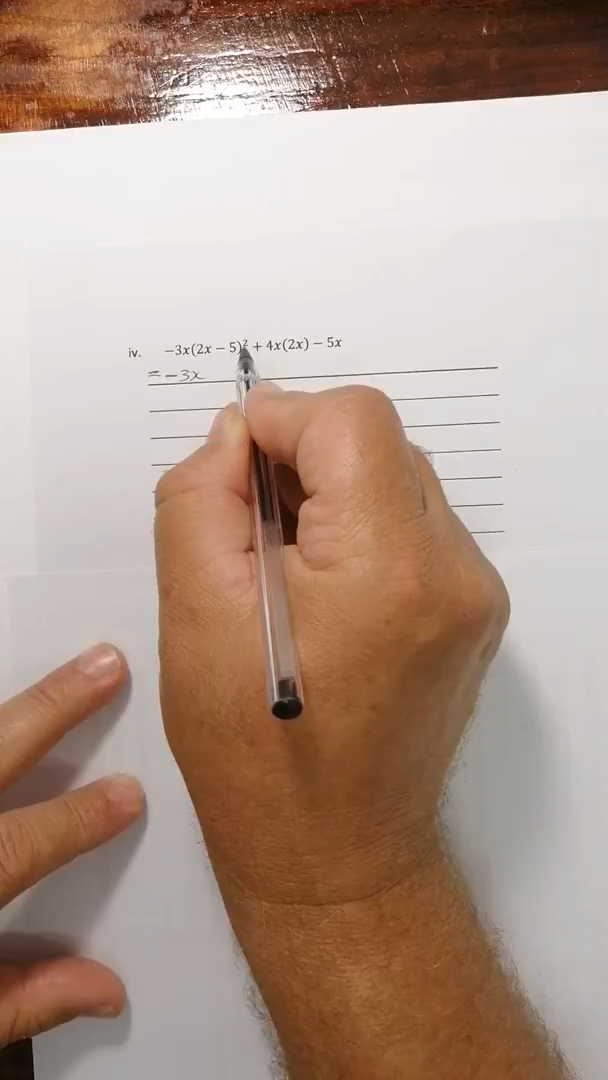 iv. −3x(2x − 5)² + 4x(2x) − 5x
= −3x